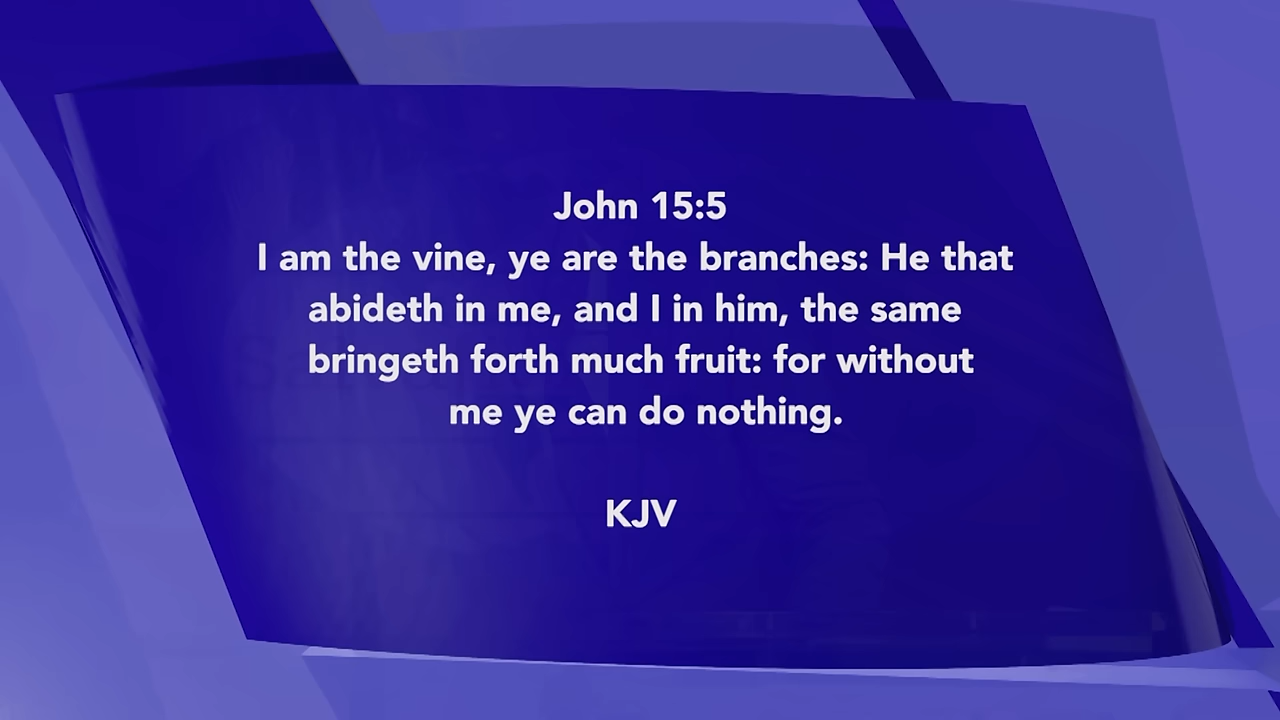 John 15:5
I am the vine, ye are the branches: He that
abideth in me, and I in him, the same
bringeth forth much fruit: for without
me ye can do nothing.
KJV